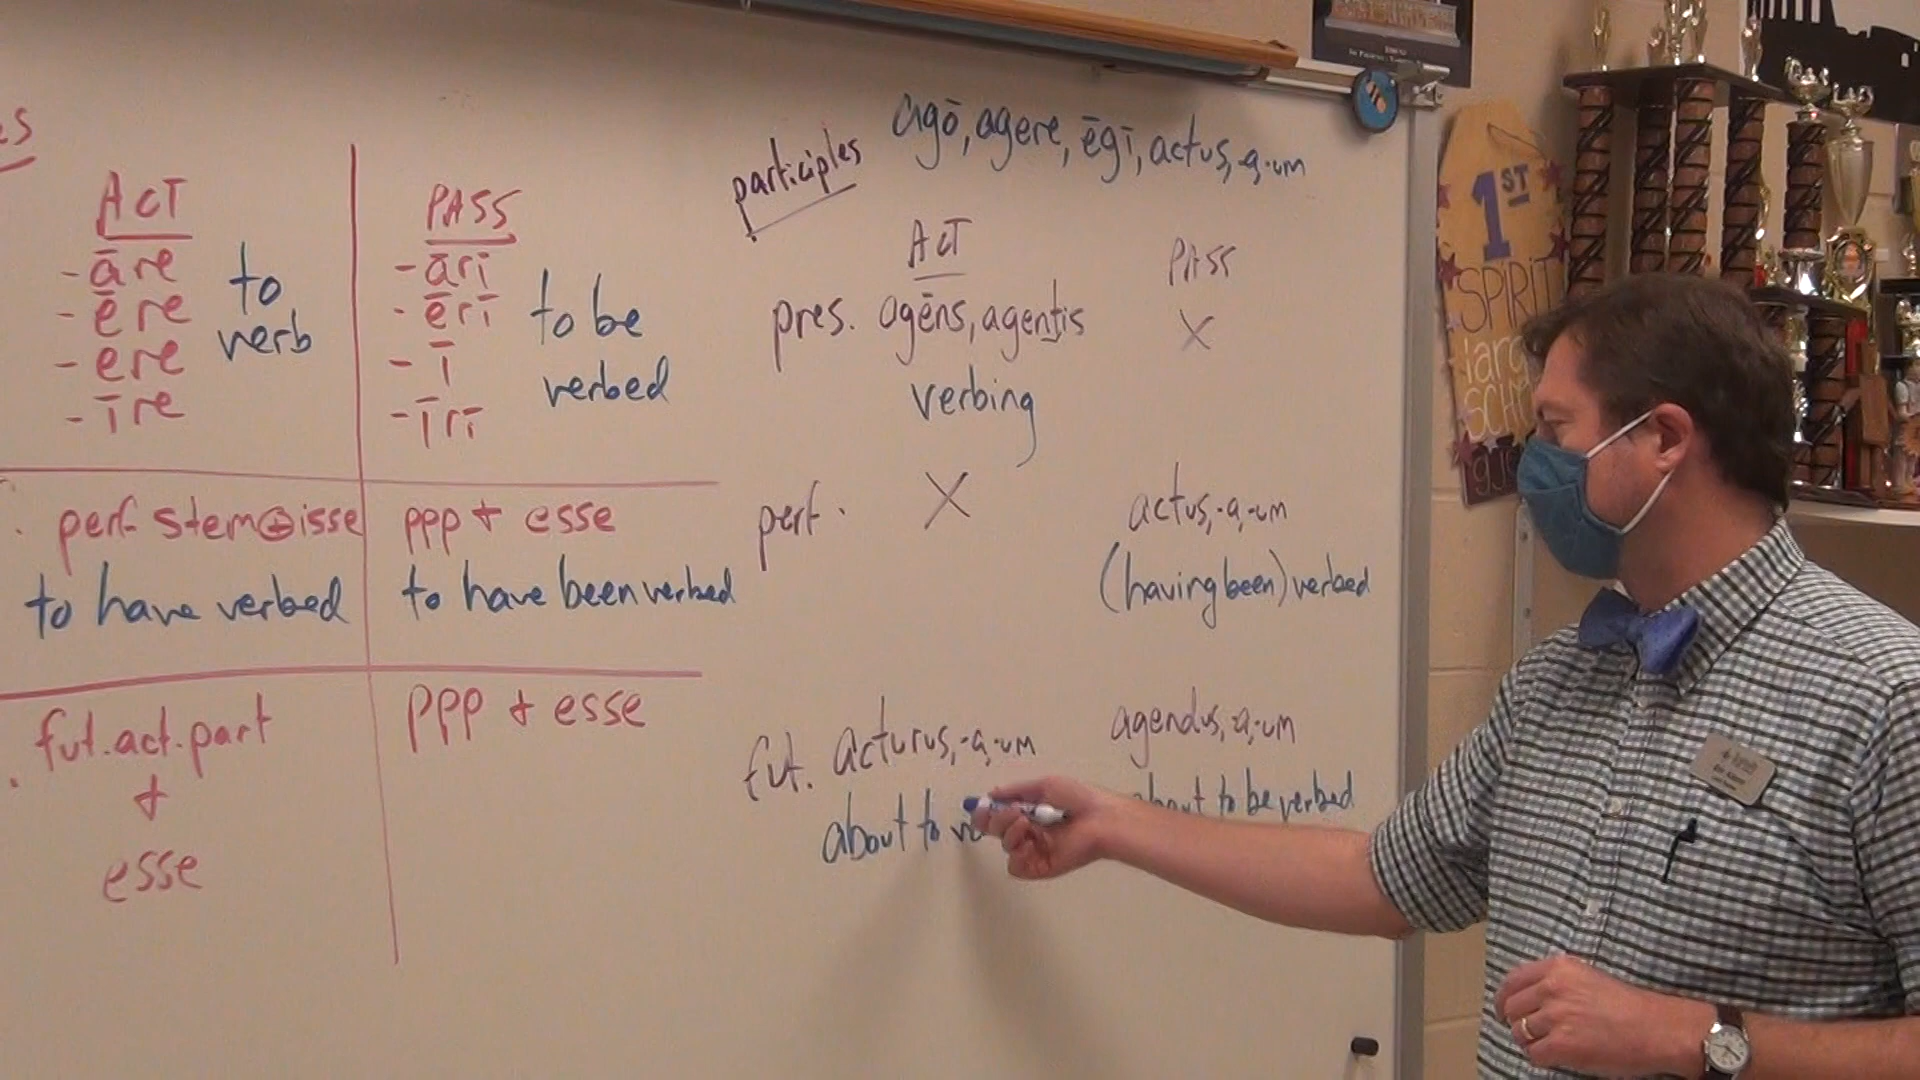 es
ACT
-āre
-ēre
-ere
-īre
to
verb
PASS
-ārī
-ērī
-ī
-īrī
to be
verbed
perf stem⊕isse
to have verbed
ppp + esse
to have been verbed
fut.act.part
+
esse
ppp + esse
participles
agō, agere, ēgī, actus, -a, -um
ACT
PASS
pres. agēns, agentis
X
verbing
perf.
X
actus, -a, -um
(having been) verbed
fut. acturus, -a, -um
about to
agendus, -a, -um
about to be verbed
1ST
SPIRIT